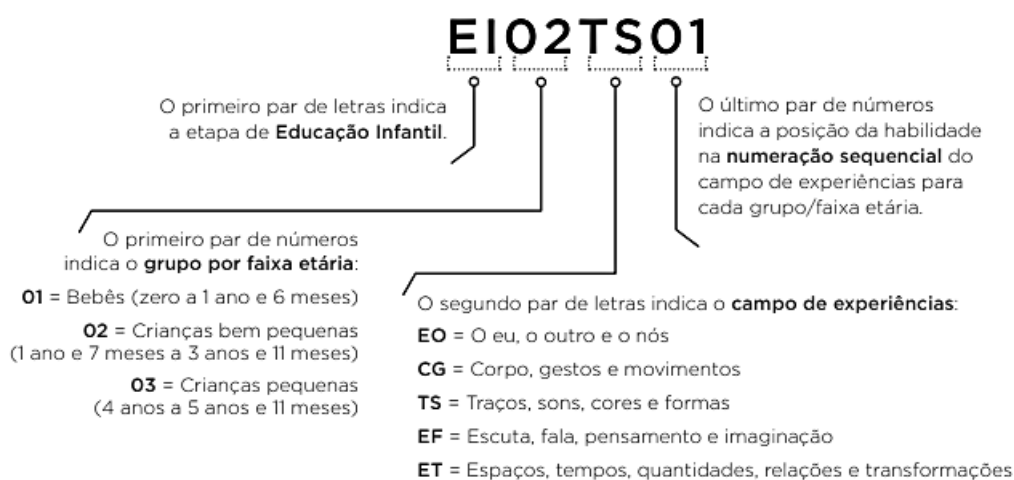 EI02TS01
O primeiro par de letras indica
a etapa de Educação Infantil.
O último par de números
indica a posição da habilidade
na numeração sequencial do
campo de experiências para
cada grupo/faixa etária.
O primeiro par de números
indica o grupo por faixa etária:
01 = Bebês (zero a 1 ano e 6 meses)
02 = Crianças bem pequenas
(1 ano e 7 meses a 3 anos e 11 meses)
03 = Crianças pequenas
(4 anos a 5 anos e 11 meses)
O segundo par de letras indica o campo de experiências:
EO = O eu, o outro e o nós
CG = Corpo, gestos e movimentos
TS = Traços, sons, cores e formas
EF = Escuta, fala, pensamento e imaginação
ET = Espaços, tempos, quantidades, relações e transformações